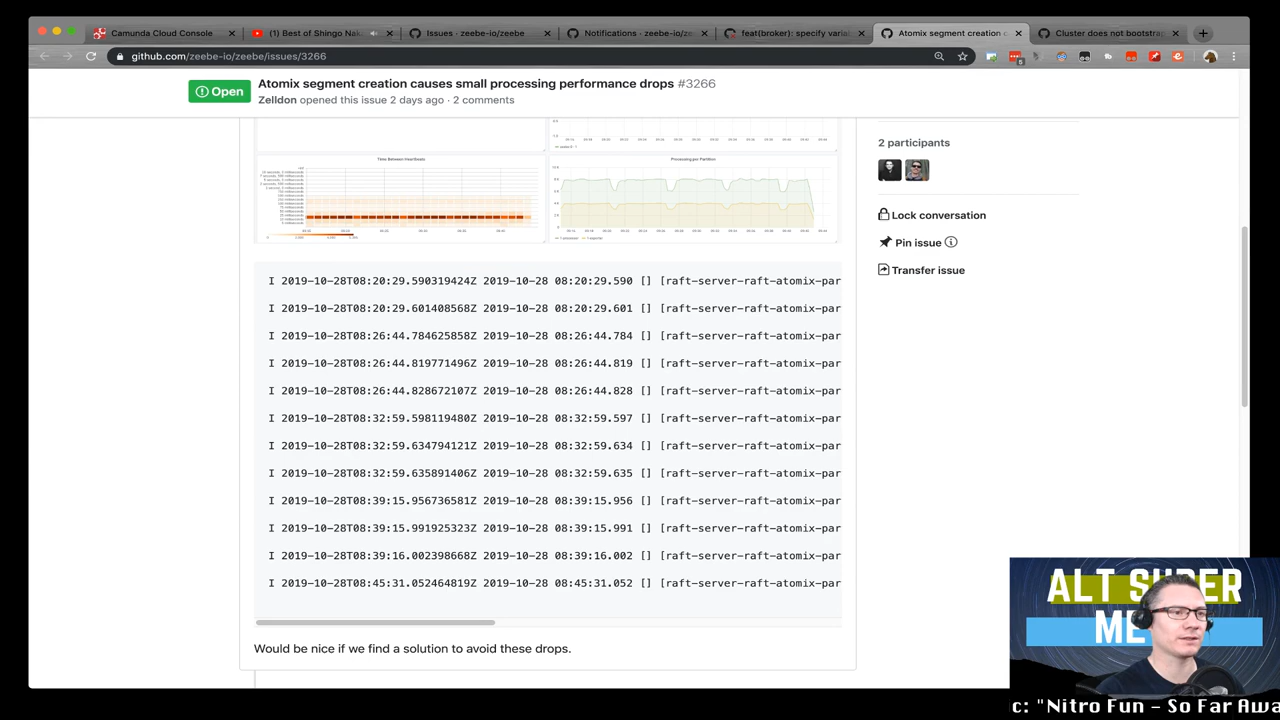 Camunda Cloud Console
(1) Best of Shingo Na
Issues · zeebe-io/zeebe
Notifications · zeebe-io/ze
feat(broker): specify varia
Atomix segment creation c
Cluster does not bootstrap
github.com/zeebe-io/zeebe/issues/3266
Open
Atomix segment creation causes small processing performance drops #3266
Zelldon opened this issue 2 days ago · 2 comments
Time Between Heartbeats
Processing per Partition
2 participants
Lock conversation
Pin issue
Transfer issue
I 2019-10-28T08:20:29.590319424Z 2019-10-28 08:20:29.590 [] [raft-server-raft-atomix-par
I 2019-10-28T08:20:29.601408568Z 2019-10-28 08:20:29.601 [] [raft-server-raft-atomix-par
I 2019-10-28T08:26:44.784625858Z 2019-10-28 08:26:44.784 [] [raft-server-raft-atomix-par
I 2019-10-28T08:26:44.819771496Z 2019-10-28 08:26:44.819 [] [raft-server-raft-atomix-par
I 2019-10-28T08:26:44.828672107Z 2019-10-28 08:26:44.828 [] [raft-server-raft-atomix-par
I 2019-10-28T08:32:59.598119480Z 2019-10-28 08:32:59.597 [] [raft-server-raft-atomix-par
I 2019-10-28T08:32:59.634794121Z 2019-10-28 08:32:59.634 [] [raft-server-raft-atomix-par
I 2019-10-28T08:32:59.635891406Z 2019-10-28 08:32:59.635 [] [raft-server-raft-atomix-par
I 2019-10-28T08:39:15.956736581Z 2019-10-28 08:39:15.956 [] [raft-server-raft-atomix-par
I 2019-10-28T08:39:15.991925323Z 2019-10-28 08:39:15.991 [] [raft-server-raft-atomix-par
I 2019-10-28T08:39:16.002398668Z 2019-10-28 08:39:16.002 [] [raft-server-raft-atomix-par
I 2019-10-28T08:45:31.052464819Z 2019-10-28 08:45:31.052 [] [raft-server-raft-atomix-par
Would be nice if we find a solution to avoid these drops.
ALT SUPER
ME
c: "Nitro Fun - So Far Awa